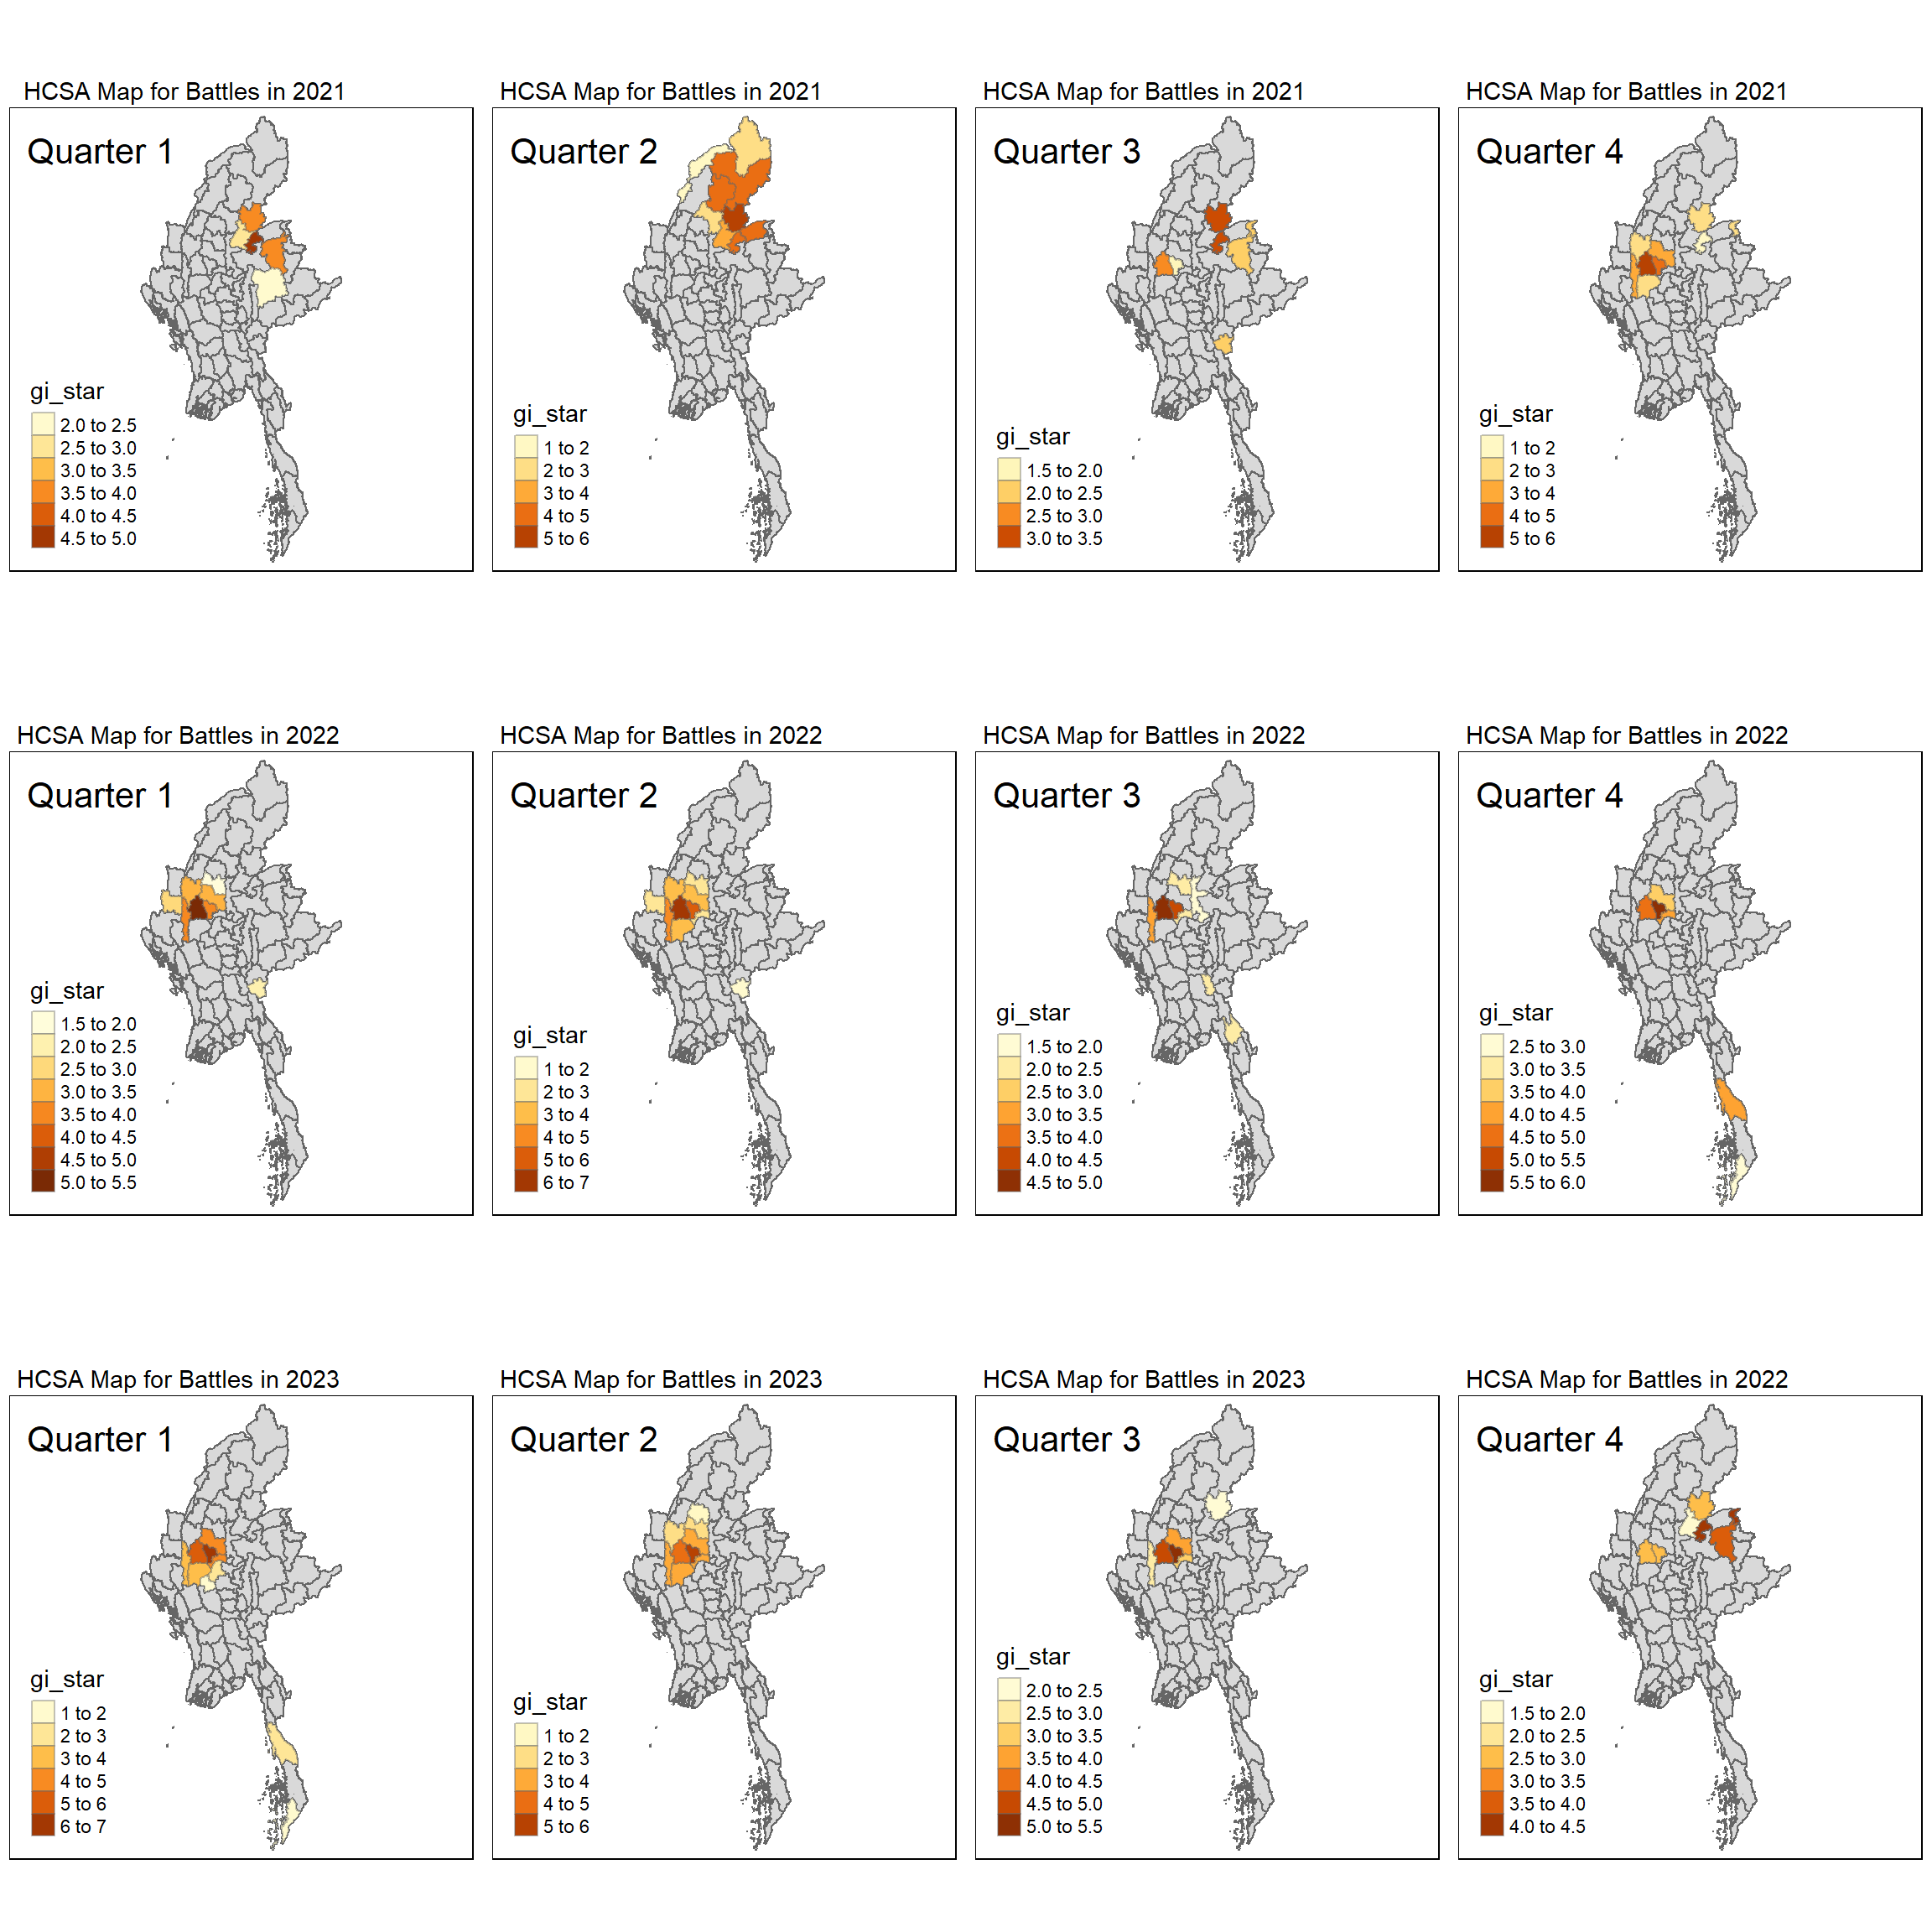 HCSA Map for Battles in 2021
Quarter 1
gi_star
2.0 to 2.5
2.5 to 3.0
3.0 to 3.5
3.5 to 4.0
4.0 to 4.5
4.5 to 5.0
HCSA Map for Battles in 2021
Quarter 2
gi_star
1 to 2
2 to 3
3 to 4
4 to 5
5 to 6
HCSA Map for Battles in 2021
Quarter 3
gi_star
1.5 to 2.0
2.0 to 2.5
2.5 to 3.0
3.0 to 3.5
HCSA Map for Battles in 2021
Quarter 4
gi_star
1 to 2
2 to 3
3 to 4
4 to 5
5 to 6
HCSA Map for Battles in 2022
Quarter 1
gi_star
1.5 to 2.0
2.0 to 2.5
2.5 to 3.0
3.0 to 3.5
3.5 to 4.0
4.0 to 4.5
4.5 to 5.0
5.0 to 5.5
HCSA Map for Battles in 2022
Quarter 2
gi_star
1 to 2
2 to 3
3 to 4
4 to 5
5 to 6
6 to 7
HCSA Map for Battles in 2022
Quarter 3
gi_star
1.5 to 2.0
2.0 to 2.5
2.5 to 3.0
3.0 to 3.5
3.5 to 4.0
4.0 to 4.5
4.5 to 5.0
HCSA Map for Battles in 2022
Quarter 4
gi_star
2.5 to 3.0
3.0 to 3.5
3.5 to 4.0
4.0 to 4.5
4.5 to 5.0
5.0 to 5.5
5.5 to 6.0
HCSA Map for Battles in 2023
Quarter 1
gi_star
1 to 2
2 to 3
3 to 4
4 to 5
5 to 6
6 to 7
HCSA Map for Battles in 2023
Quarter 2
gi_star
1 to 2
2 to 3
3 to 4
4 to 5
5 to 6
HCSA Map for Battles in 2023
Quarter 3
gi_star
2.0 to 2.5
2.5 to 3.0
3.0 to 3.5
3.5 to 4.0
4.0 to 4.5
4.5 to 5.0
5.0 to 5.5
HCSA Map for Battles in 2022
Quarter 4
gi_star
1.5 to 2.0
2.0 to 2.5
2.5 to 3.0
3.0 to 3.5
3.5 to 4.0
4.0 to 4.5